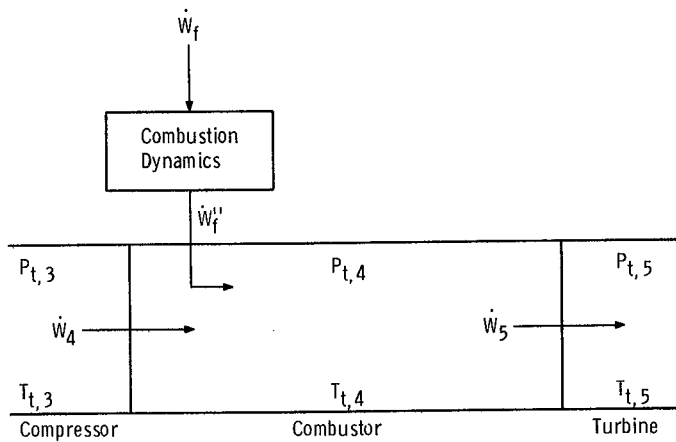 Ẇf
Combustion
Dynamics
Ẇf''
Pt,3 Pt,4 Pt,5
Ẇ4 Ẇ5
Tt,3 Tt,4 Tt,5
Compressor Combustor Turbine